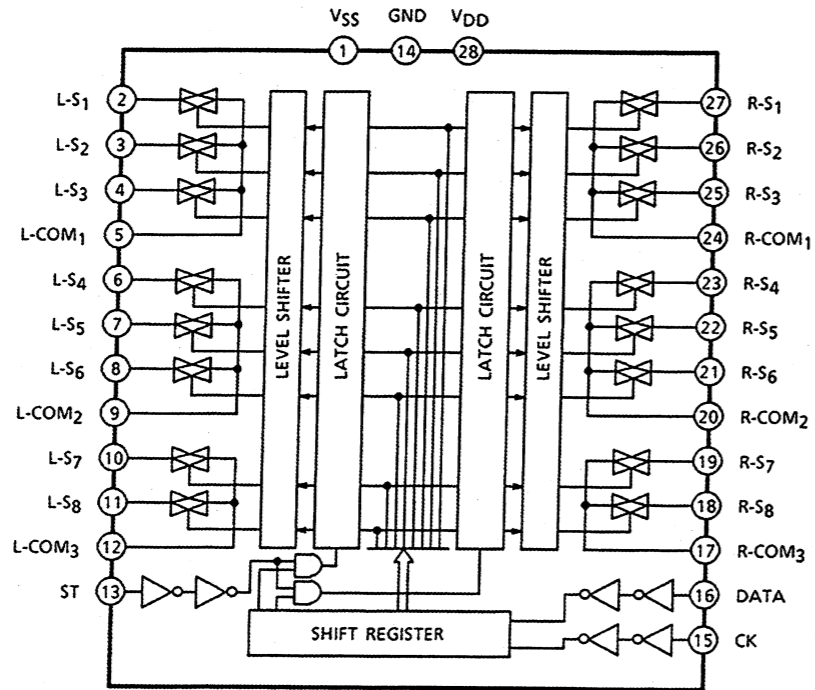 VSS GND VDD
1 14 28
L-S1 2 27 R-S1
L-S2 3 26 R-S2
L-S3 4 25 R-S3
L-COM1 5 24 R-COM1
L-S4 6 23 R-S4
L-S5 7 22 R-S5
L-S6 8 21 R-S6
L-COM2 9 20 R-COM2
L-S7 10 19 R-S7
L-S8 11 18 R-S8
L-COM3 12 17 R-COM3
ST 13 16 DATA
15 CK
LEVEL SHIFTER
LATCH CIRCUIT
LATCH CIRCUIT
LEVEL SHIFTER
SHIFT REGISTER